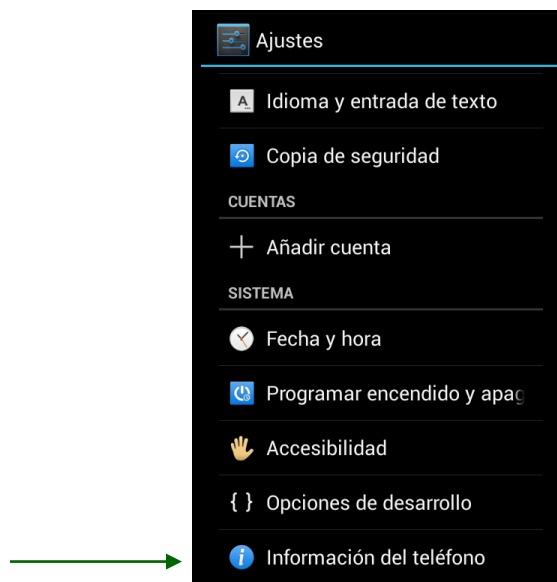 Ajustes
Idioma y entrada de texto
Copia de seguridad
CUENTAS
Añadir cuenta
SISTEMA
Fecha y hora
Programar encendido y apag
Accesibilidad
Opciones de desarrollo
Información del teléfono